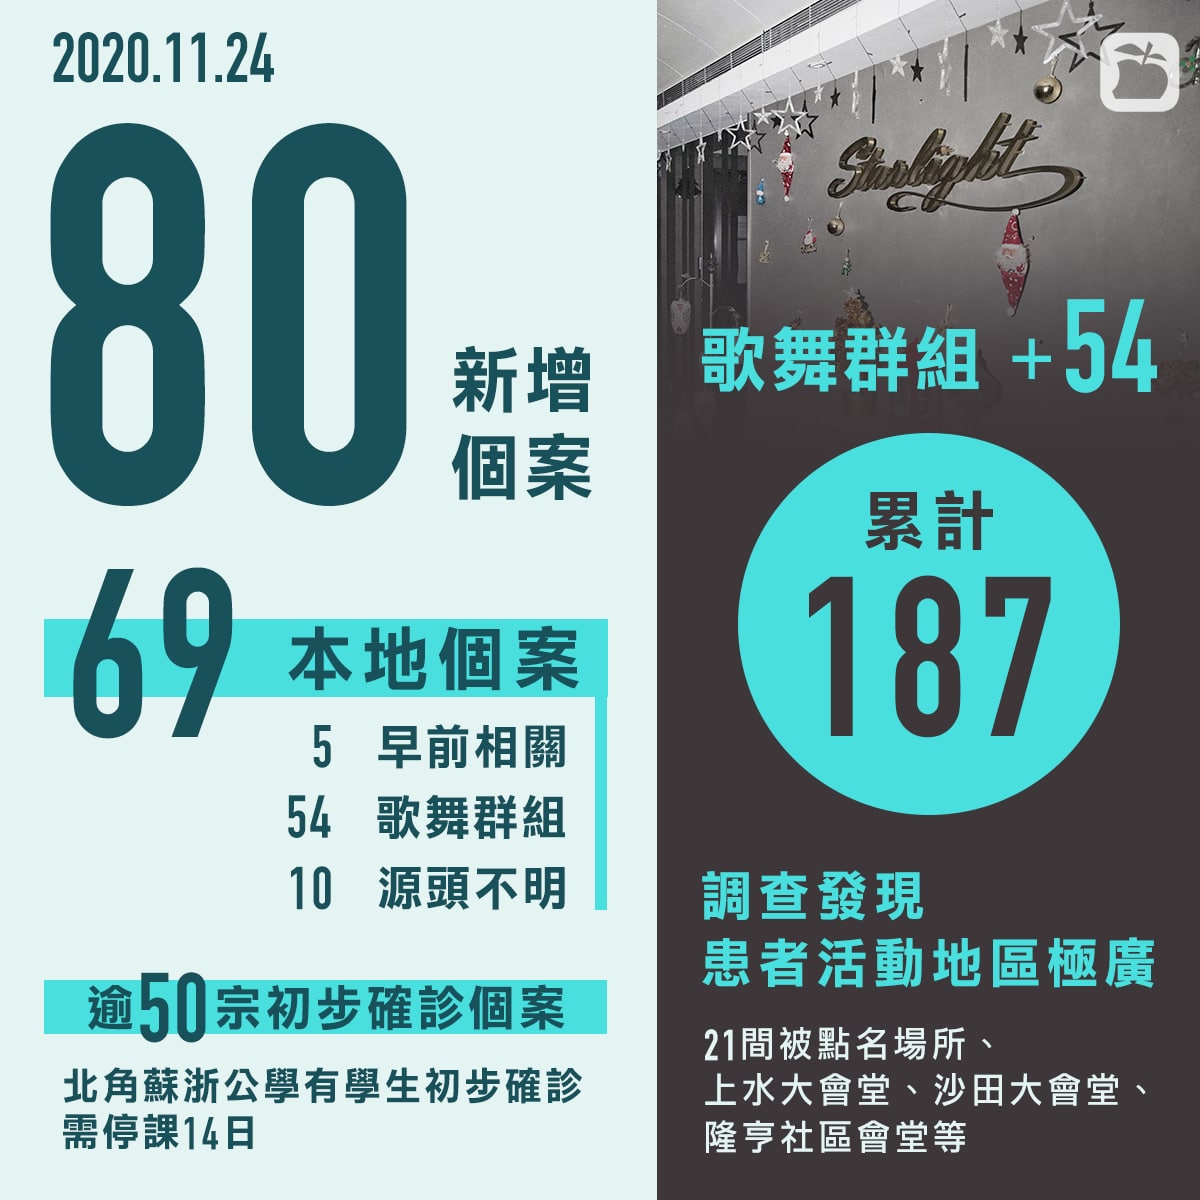 2020.11.24
80
新增
個案
69 本地個案
5 早前相關
54 歌舞群組
10 源頭不明
逾50宗初步確診個案
北角蘇浙公學有學生初步確診
需停課14日
Starlight
歌舞群組 +54
累計
187
調查發現
患者活動地區極廣
21間被點名場所、
上水大會堂、沙田大會堂、
隆亨社區會堂等